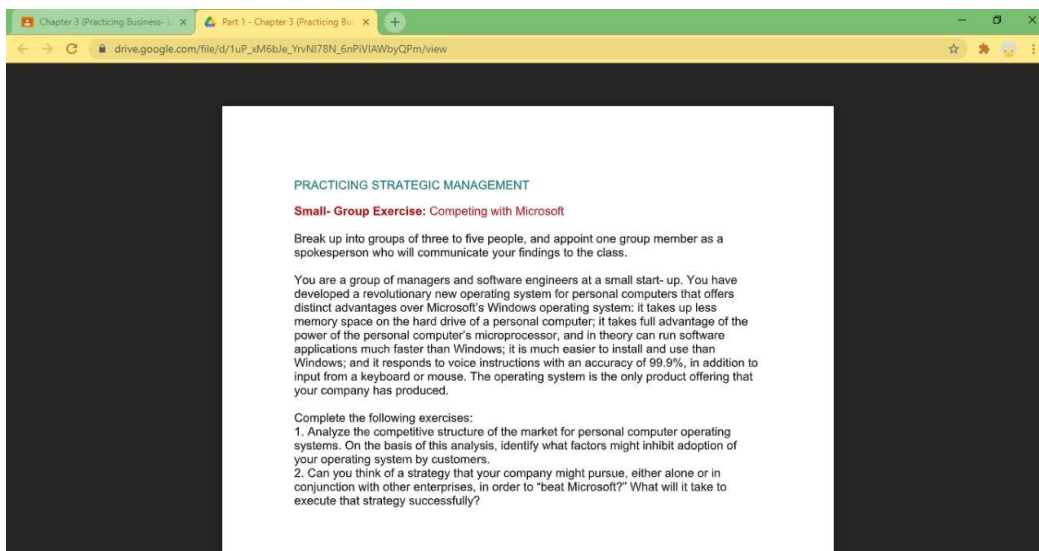 Chapter 3 (Practicing Business- L
Part 1 - Chapter 3 (Practicing Bus
drive.google.com/file/d/1uP_xM6bJe_YrvNI78N_6nPiVIAWbyQPm/view
PRACTICING STRATEGIC MANAGEMENT
Small- Group Exercise: Competing with Microsoft
Break up into groups of three to five people, and appoint one group member as a
spokesperson who will communicate your findings to the class.
You are a group of managers and software engineers at a small start- up. You have
developed a revolutionary new operating system for personal computers that offers
distinct advantages over Microsoft's Windows operating system: it takes up less
memory space on the hard drive of a personal computer; it takes full advantage of the
power of the personal computer's microprocessor, and in theory can run software
applications much faster than Windows; it is much easier to install and use than
Windows; and it responds to voice instructions with an accuracy of 99.9%, in addition to
input from a keyboard or mouse. The operating system is the only product offering that
your company has produced.
Complete the following exercises:
1. Analyze the competitive structure of the market for personal computer operating
systems. On the basis of this analysis, identify what factors might inhibit adoption of
your operating system by customers.
2. Can you think of a strategy that your company might pursue, either alone or in
conjunction with other enterprises, in order to "beat Microsoft?" What will it take to
execute that strategy successfully?